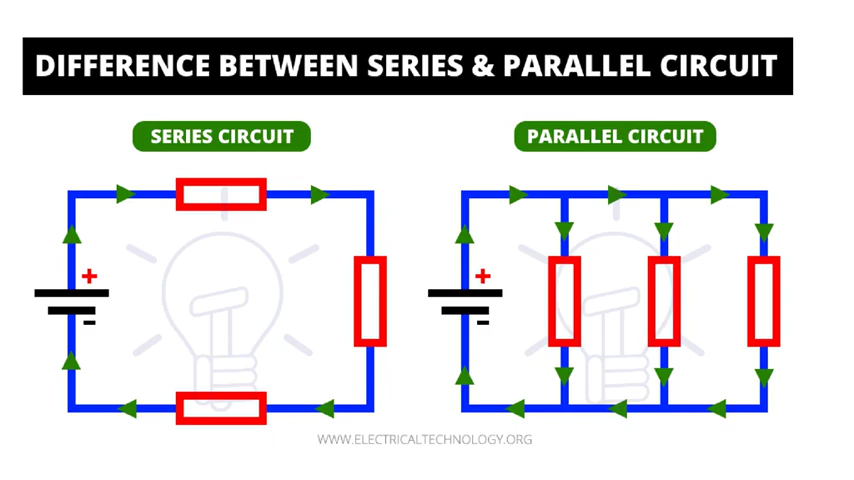 DIFFERENCE BETWEEN SERIES & PARALLEL CIRCUIT
SERIES CIRCUIT
PARALLEL CIRCUIT
+
-
+
-
WWW.ELECTRICALTECHNOLOGY.ORG